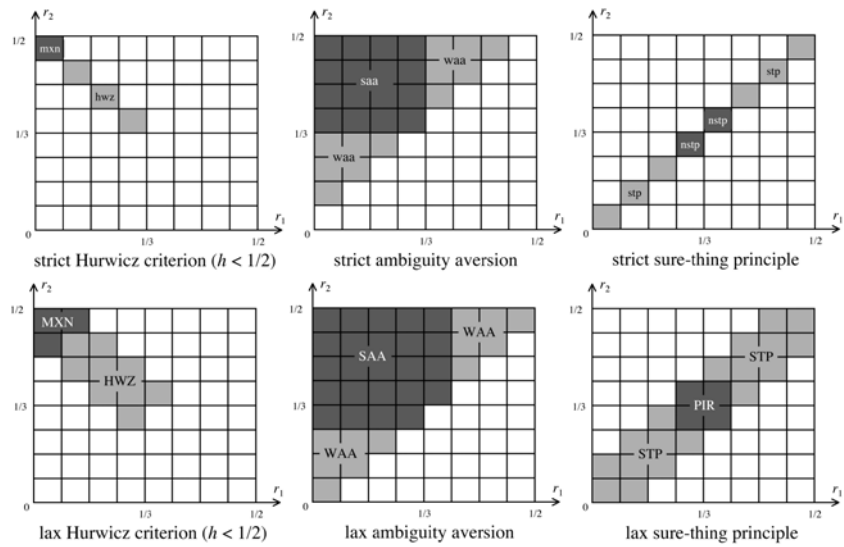 r2 r2 r2
1/2 mxn 1/2 1/2
hwz saa waa stp
1/3 1/3 1/3 nstp
waa nstp
stp
r1 r1 r1
0 1/3 1/2 0 1/3 1/2 0 1/3 1/2
strict Hurwicz criterion (h < 1/2) strict ambiguity aversion strict sure-thing principle
r2 r2 r2
1/2 MXN 1/2 WAA 1/2
SAA STP
HWZ
1/3 1/3 1/3 PIR
WAA STP
r1 r1 r1
0 1/3 1/2 0 1/3 1/2 0 1/3 1/2
lax Hurwicz criterion (h < 1/2) lax ambiguity aversion lax sure-thing principle